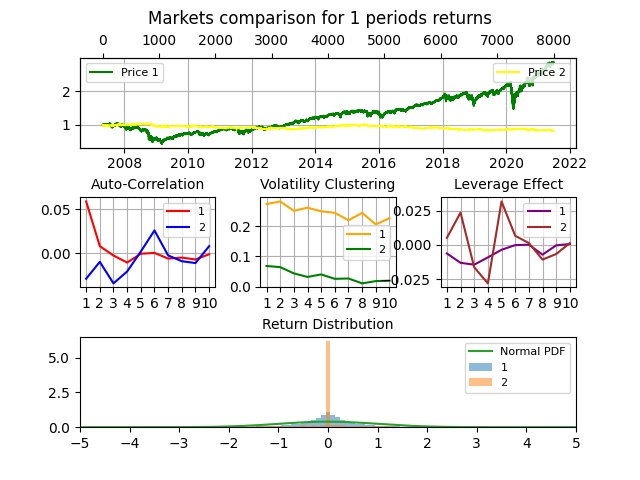 Markets comparison for 1 periods returns
0 1000 2000 3000 4000 5000 6000 7000 8000
Price 1
Price 2
2
1
2008 2010 2012 2014 2016 2018 2020 2022
Auto-Correlation
Volatility Clustering
Leverage Effect
0.05
0.00
1
2
1 2 3 4 5 6 7 8 9 10
0.2
0.0
1
2
1 2 3 4 5 6 7 8 9 10
0.025
0.000
0.025
1
2
1 2 3 4 5 6 7 8 9 10
Return Distribution
5.0
2.5
0.0
Normal PDF
1
2
−5 −4 −3 −2 −1 0 1 2 3 4 5